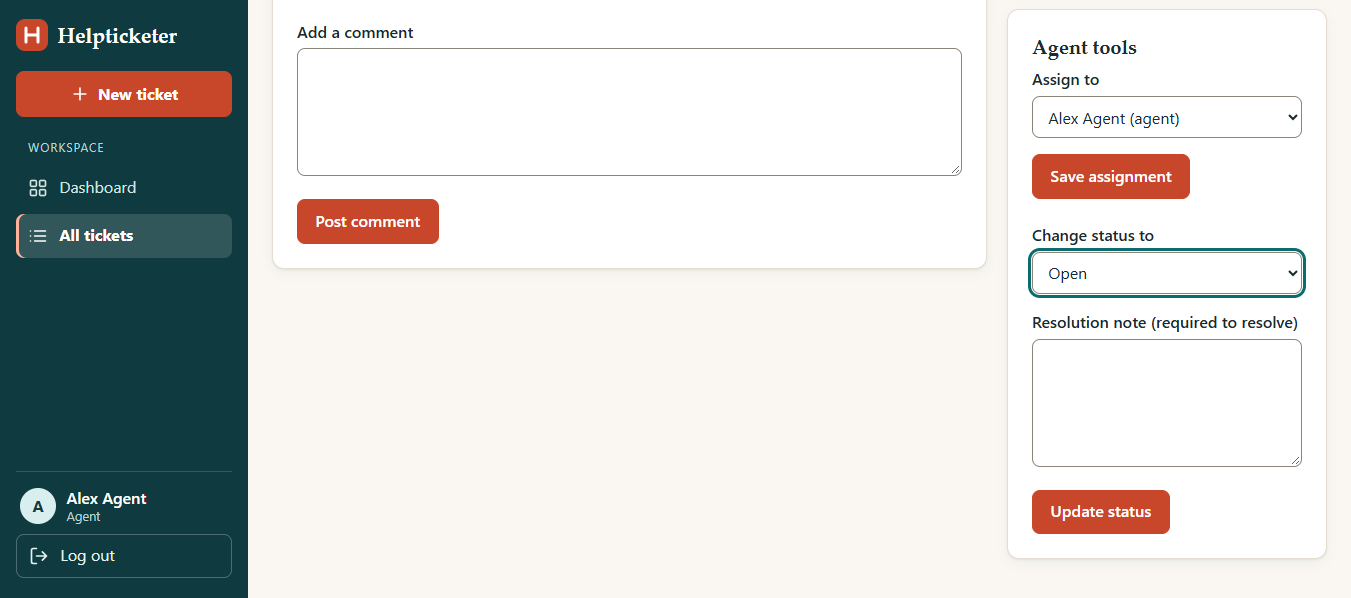 H Helpticketer
+ New ticket
WORKSPACE
Dashboard
All tickets
A
Alex Agent
Agent
Log out
Add a comment
Post comment
Agent tools
Assign to
Alex Agent (agent)
Save assignment
Change status to
Open
Resolution note (required to resolve)
Update status